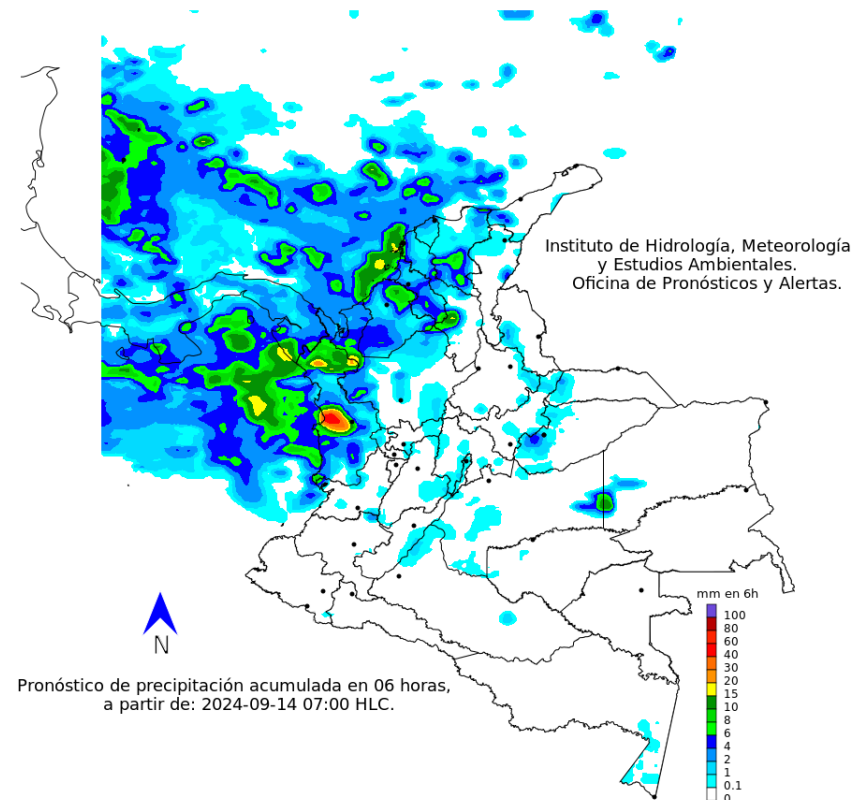 Instituto de Hidrología, Meteorología
y Estudios Ambientales.
Oficina de Pronósticos y Alertas.
mm en 6h
100
80
60
40
30
20
15
10
8
6
4
2
1
0.1
0
N
Pronóstico de precipitación acumulada en 06 horas,
a partir de: 2024-09-14 07:00 HLC.